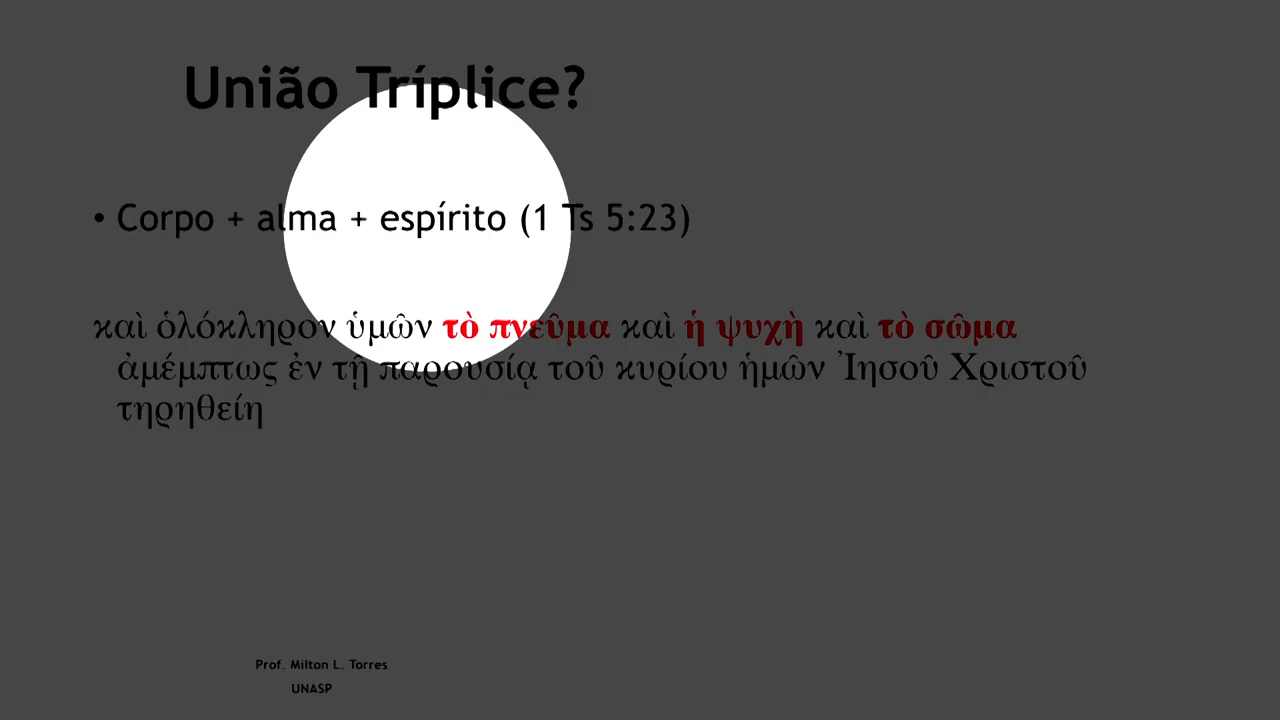 União Tríplice?
• Corpo + alma + espírito (1 Ts 5:23)
καὶ ὁλόκληρον ὑμῶν τὸ πνεῦμα καὶ ἡ ψυχὴ καὶ τὸ σῶμα
ἀμέμπτως ἐν τῇ παρουσίᾳ τοῦ κυρίου ἡμῶν Ἰησοῦ Χριστοῦ
τηρηθείη
Prof. Milton L. Torres
UNASP